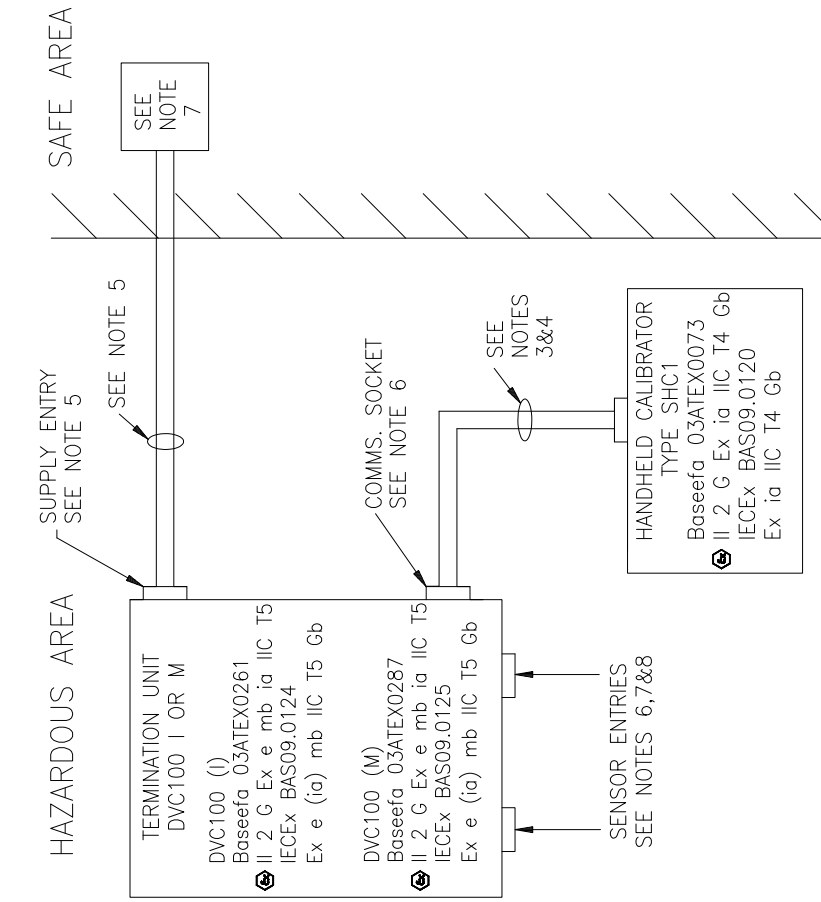 HAZARDOUS AREA
SAFE AREA
SUPPLY ENTRY
SEE NOTE 5
SEE NOTE 5
SEE
NOTE
7
TERMINATION UNIT
DVC100 I OR M
DVC100 (I)
Baseefa 03ATEX0261
II 2 G Ex e mb ia IIC T5
IECEx BAS09.0124
Ex e (ia) mb IIC T5 Gb
DVC100 (M)
Baseefa 03ATEX0287
II 2 G Ex e mb ia IIC T5
IECEx BAS09.0125
Ex e (ia) mb IIC T5 Gb
COMMS. SOCKET
SEE NOTE 6
SEE
NOTES
3&4
SENSOR ENTRIES
SEE NOTES 6,7&8
HANDHELD CALIBRATOR
TYPE SHC1
Baseefa 03ATEX0073
II 2 G Ex ia IIC T4 Gb
IECEx BAS09.0120
Ex ia IIC T4 Gb